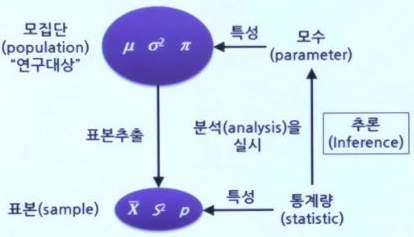 모집단
(population)
"연구대상"
μ σ² π
특성
모수
(parameter)
표본추출
분석(analysis)을
실시
추론
(Inference)
표본(sample)
X̅ S² p
특성
통계량
(statistic)